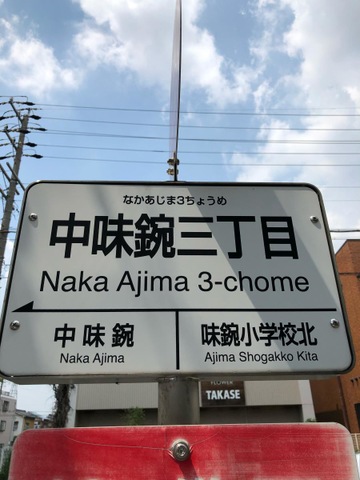 なかあじま3ちょうめ
中味鋺三丁目
Naka Ajima 3-chome
中味鋺
Naka Ajima
味鋺小学校北
Ajima Shogakko Kita
FLOWER
TAKASE